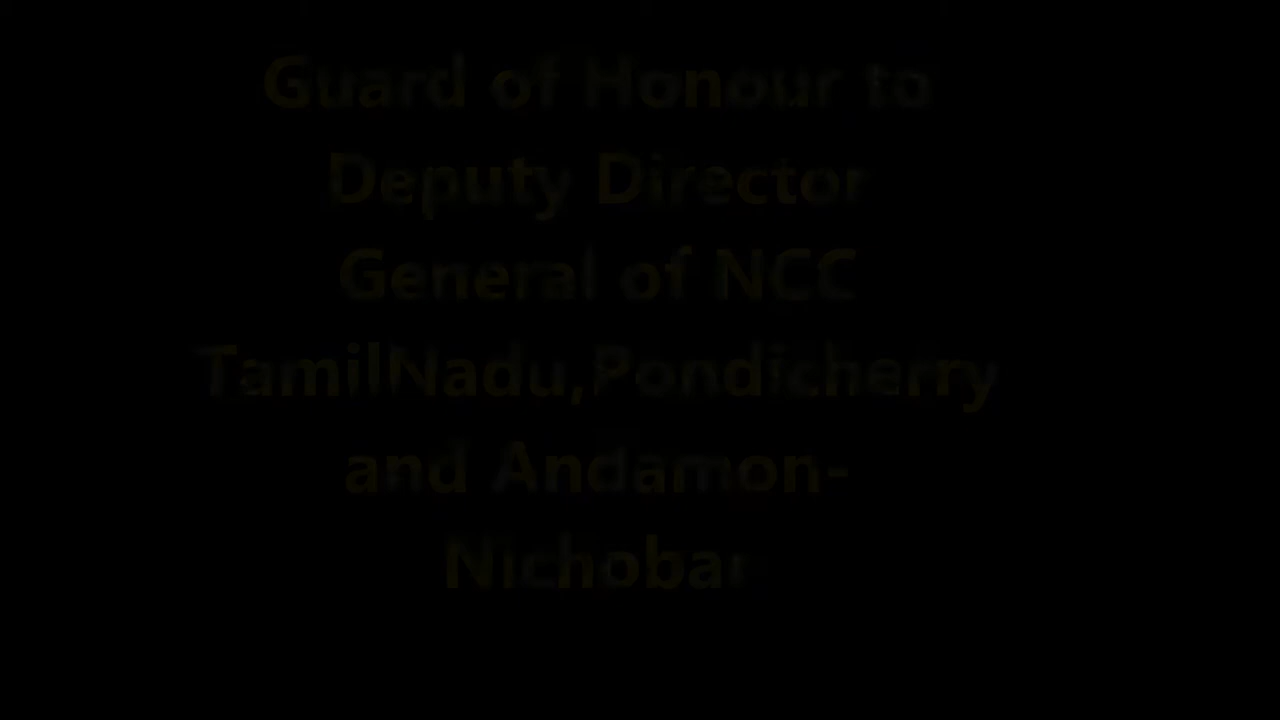 Guard of Honour to
Deputy Director
General of NCC
TamilNadu,Pondicherry
and Andamon-
Nichobar